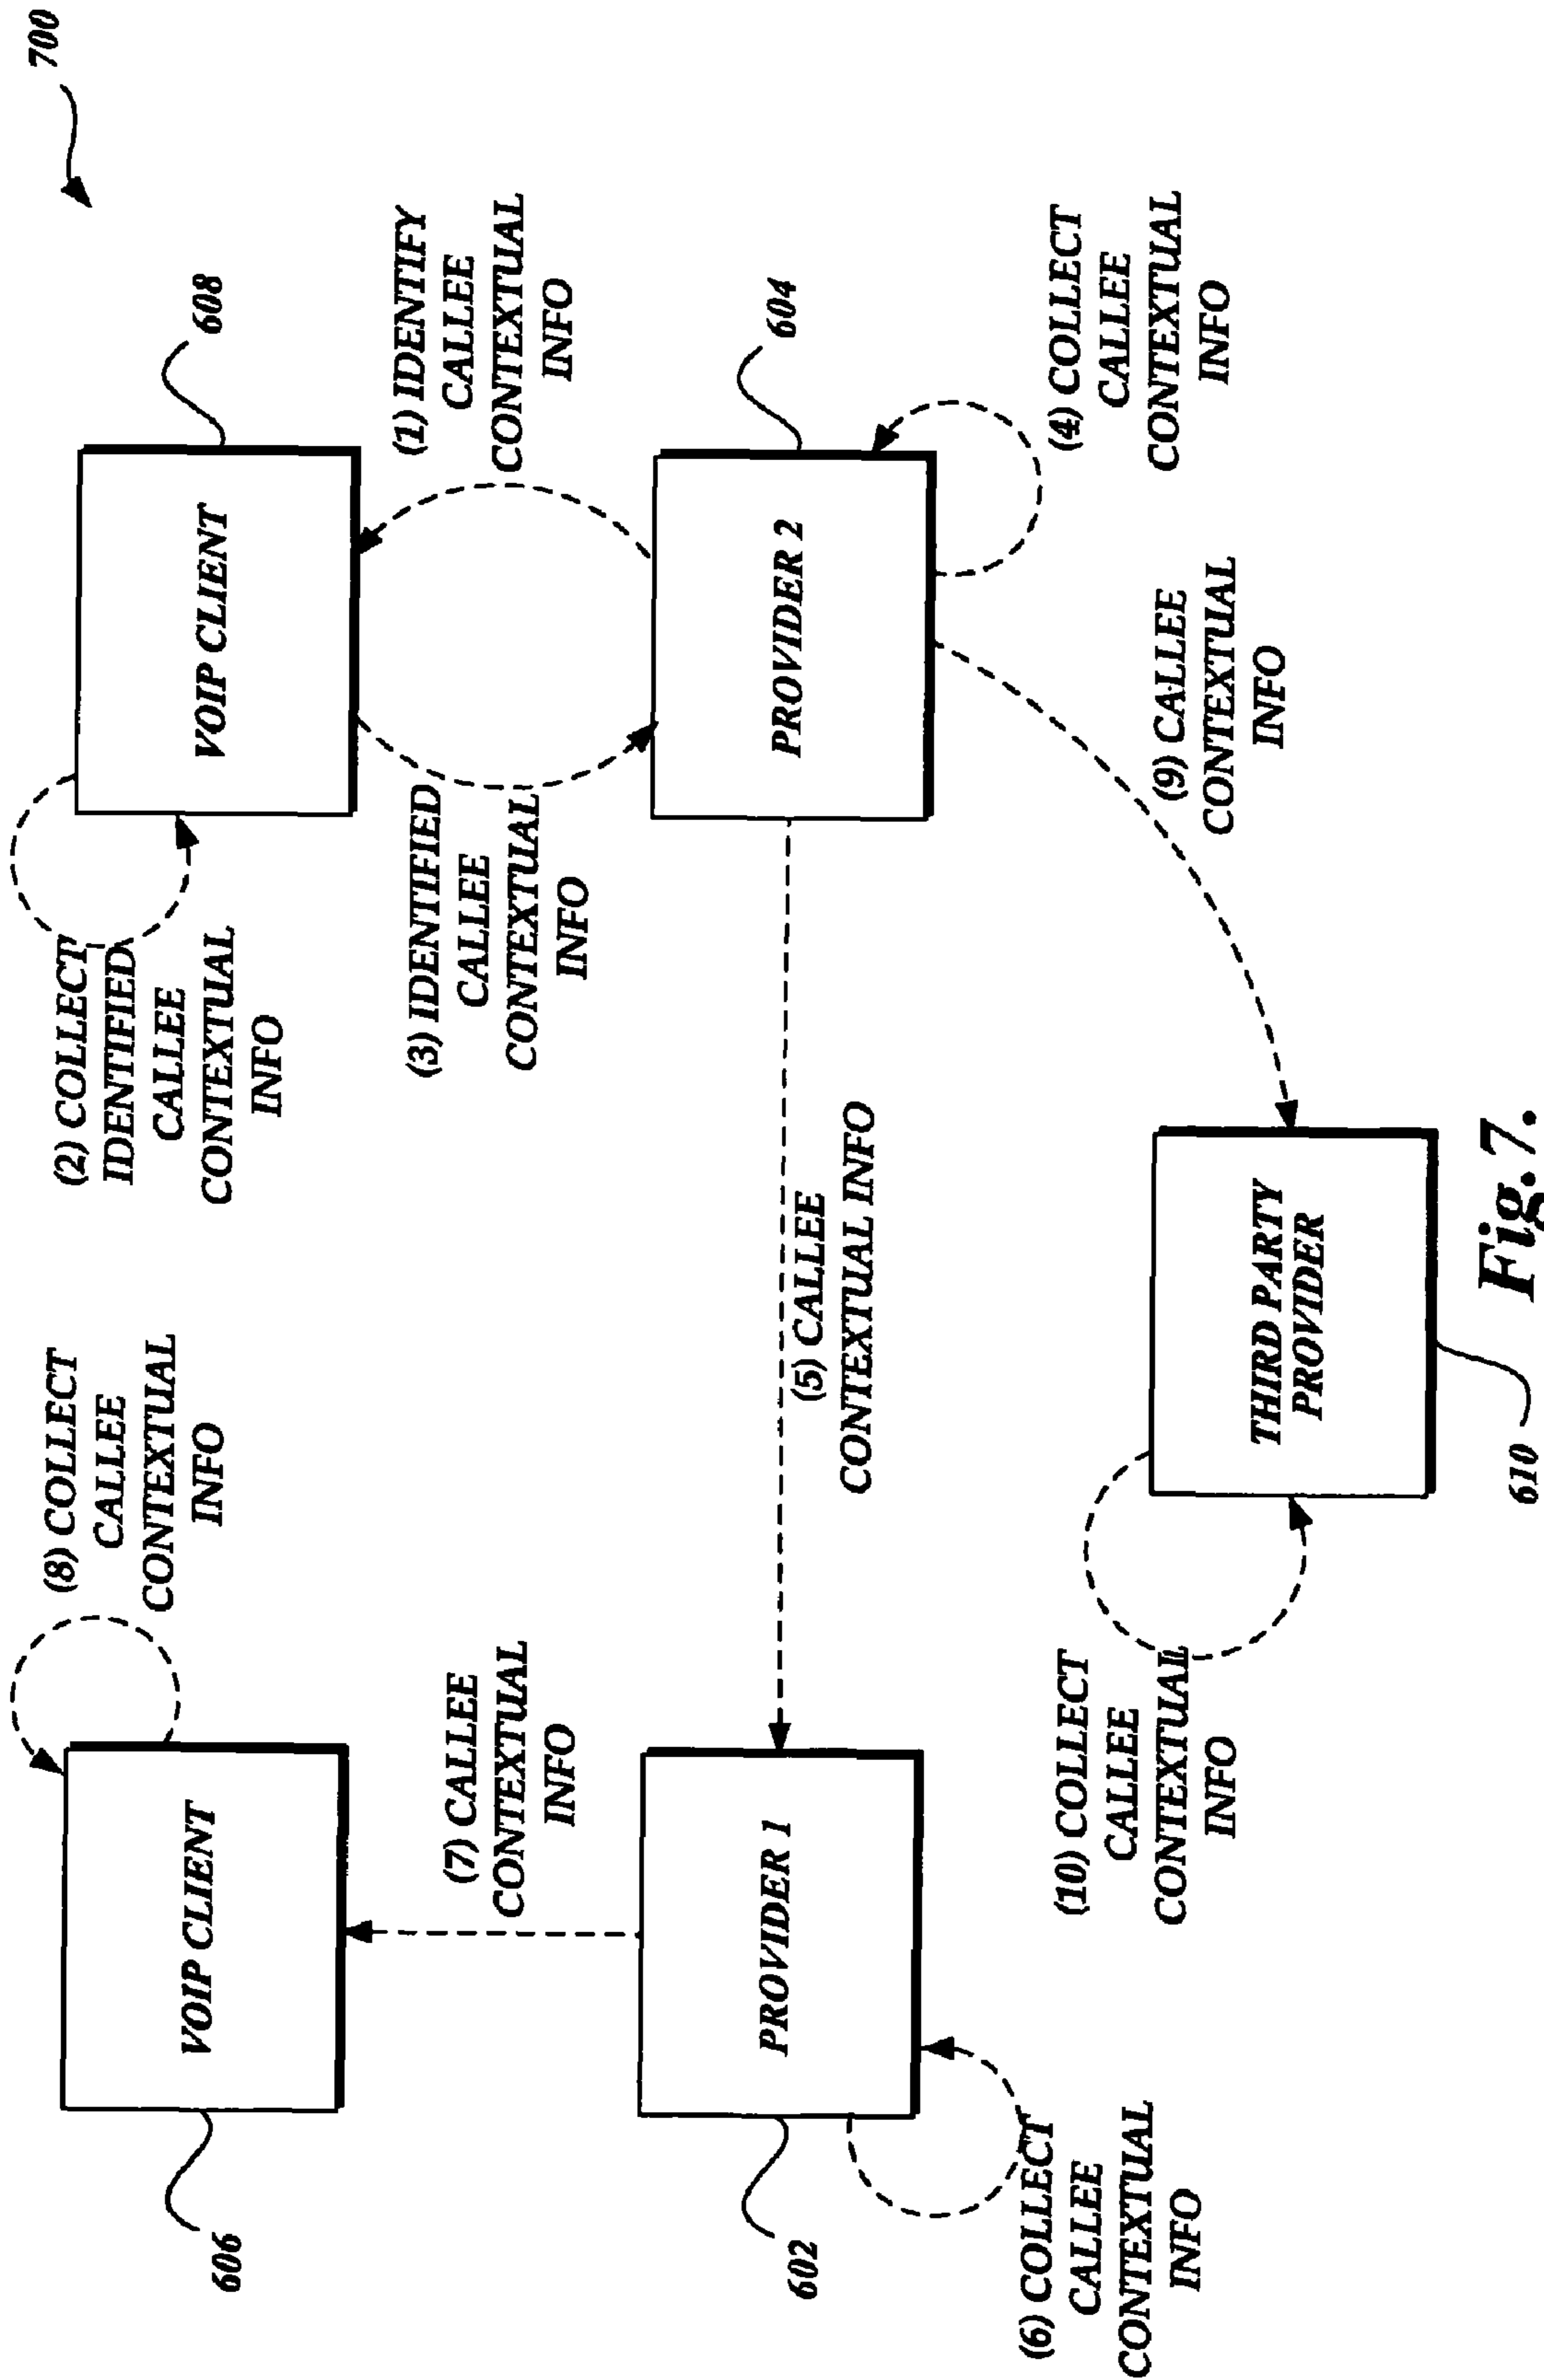 700
(8) COLLECT
CALLEE
CONTEXTUAL
INFO
(2) COLLECT
IDENTIFIED
CALLEE
CONTEXTUAL
INFO
606
VOIP CLIENT
VOIP CLIENT
608
(7) CALLEE
CONTEXTUAL
INFO
(3) IDENTIFIED
CALLEE
CONTEXTUAL
INFO
(1) IDENTIFY
CALLEE
CONTEXTUAL
INFO
602
PROVIDER 1
(5) CALLEE
CONTEXTUAL INFO
PROVIDER 2
604
(6) COLLECT
CALLEE
CONTEXTUAL
INFO
(10) COLLECT
CALLEE
CONTEXTUAL
INFO
THIRD PARTY
PROVIDER
610
(9) CALLEE
CONTEXTUAL
INFO
(4) COLLECT
CALLEE
CONTEXTUAL
INFO
Fig.7.